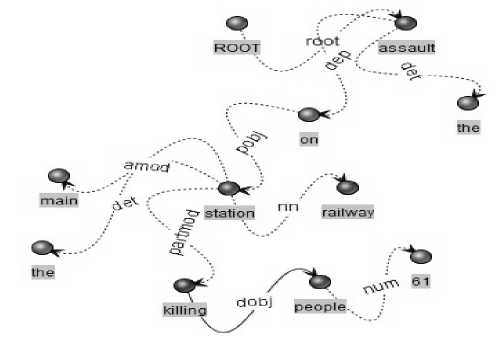 ROOT
root
assault
dep
det
the
on
pobj
amod
main
det
station
nn
railway
the
partmod
killing
dobj
people
num
61